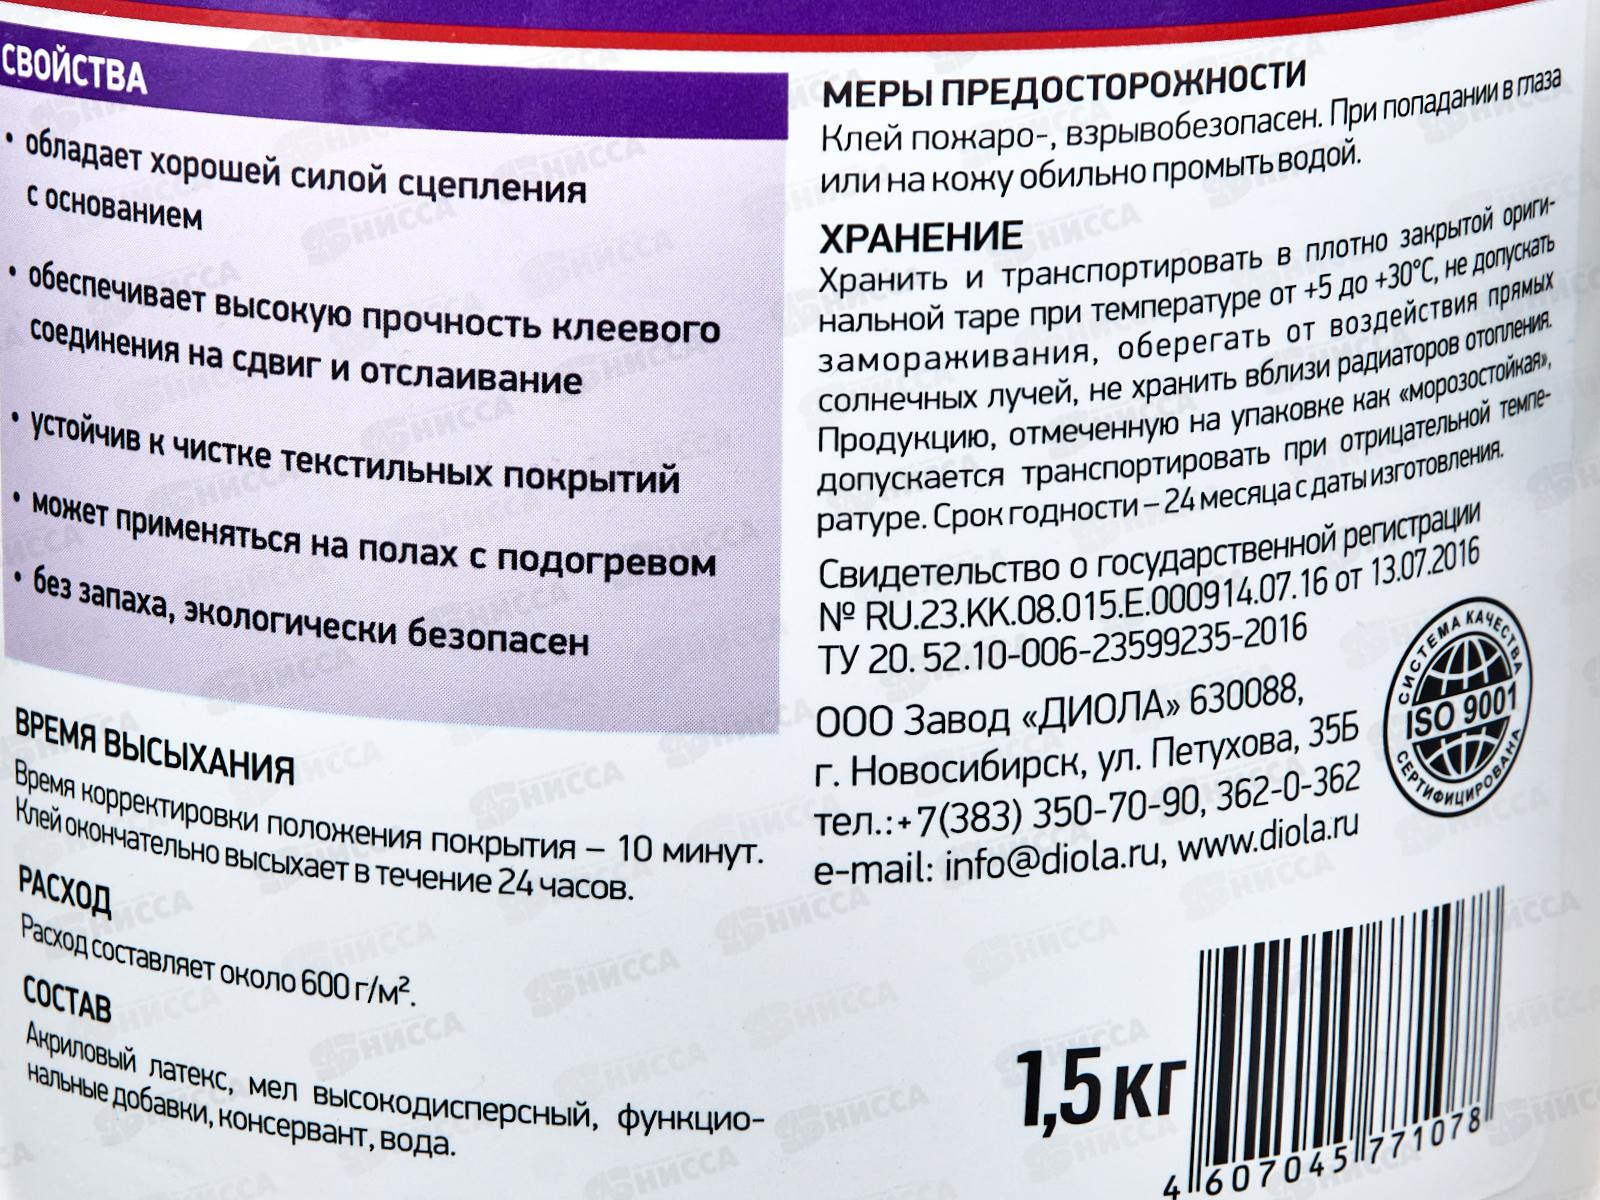 СВОЙСТВА
• обладает хорошей силой сцепления
с основанием
• обеспечивает высокую прочность клеевого
соединения на сдвиг и отслаивание
• устойчив к чистке текстильных покрытий
• может применяться на полах с подогревом
• без запаха, экологически безопасен
ВРЕМЯ ВЫСЫХАНИЯ
Время корректировки положения покрытия – 10 минут.
Клей окончательно высыхает в течение 24 часов.
РАСХОД
Расход составляет около 600 г/м².
СОСТАВ
Акриловый латекс, мел высокодисперсный, функцио-
нальные добавки, консервант, вода.
МЕРЫ ПРЕДОСТОРОЖНОСТИ
Клей пожаро-, взрывобезопасен. При попадании в глаза
или на кожу обильно промыть водой.
ХРАНЕНИЕ
Хранить и транспортировать в плотно закрытой ориги-
нальной таре при температуре от +5 до +30°С, не допускать
замораживания, оберегать от воздействия прямых
солнечных лучей, не хранить вблизи радиаторов отопления.
Продукцию, отмеченную на упаковке как «морозостойкая»,
допускается транспортировать при отрицательной темпе-
ратуре. Срок годности – 24 месяца с даты изготовления.
Свидетельство о государственной регистрации
№ RU.23.КК.08.015.Е.000914.07.16 от 13.07.2016
ТУ 20. 52.10-006-23599235-2016
ООО Завод «ДИОЛА» 630088,
г. Новосибирск, ул. Петухова, 35Б
тел.:+7(383) 350-70-90, 362-0-362
e-mail: info@diola.ru, www.diola.ru
СИСТЕМА КАЧЕСТВА
ISO 9001
СЕРТИФИЦИРОВАНА
1,5 кг
4 607045 771078
НИССА